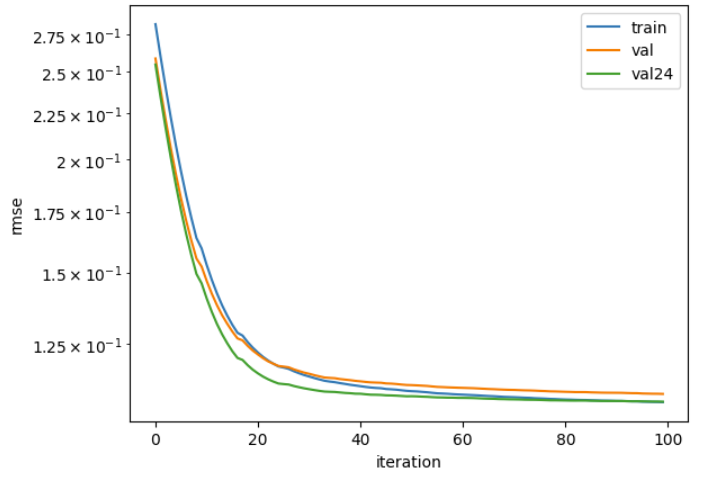 2.75 × 10⁻¹
2.5 × 10⁻¹
2.25 × 10⁻¹
2 × 10⁻¹
1.75 × 10⁻¹
1.5 × 10⁻¹
1.25 × 10⁻¹
rmse
train
val
val24
0 20 40 60 80 100
iteration